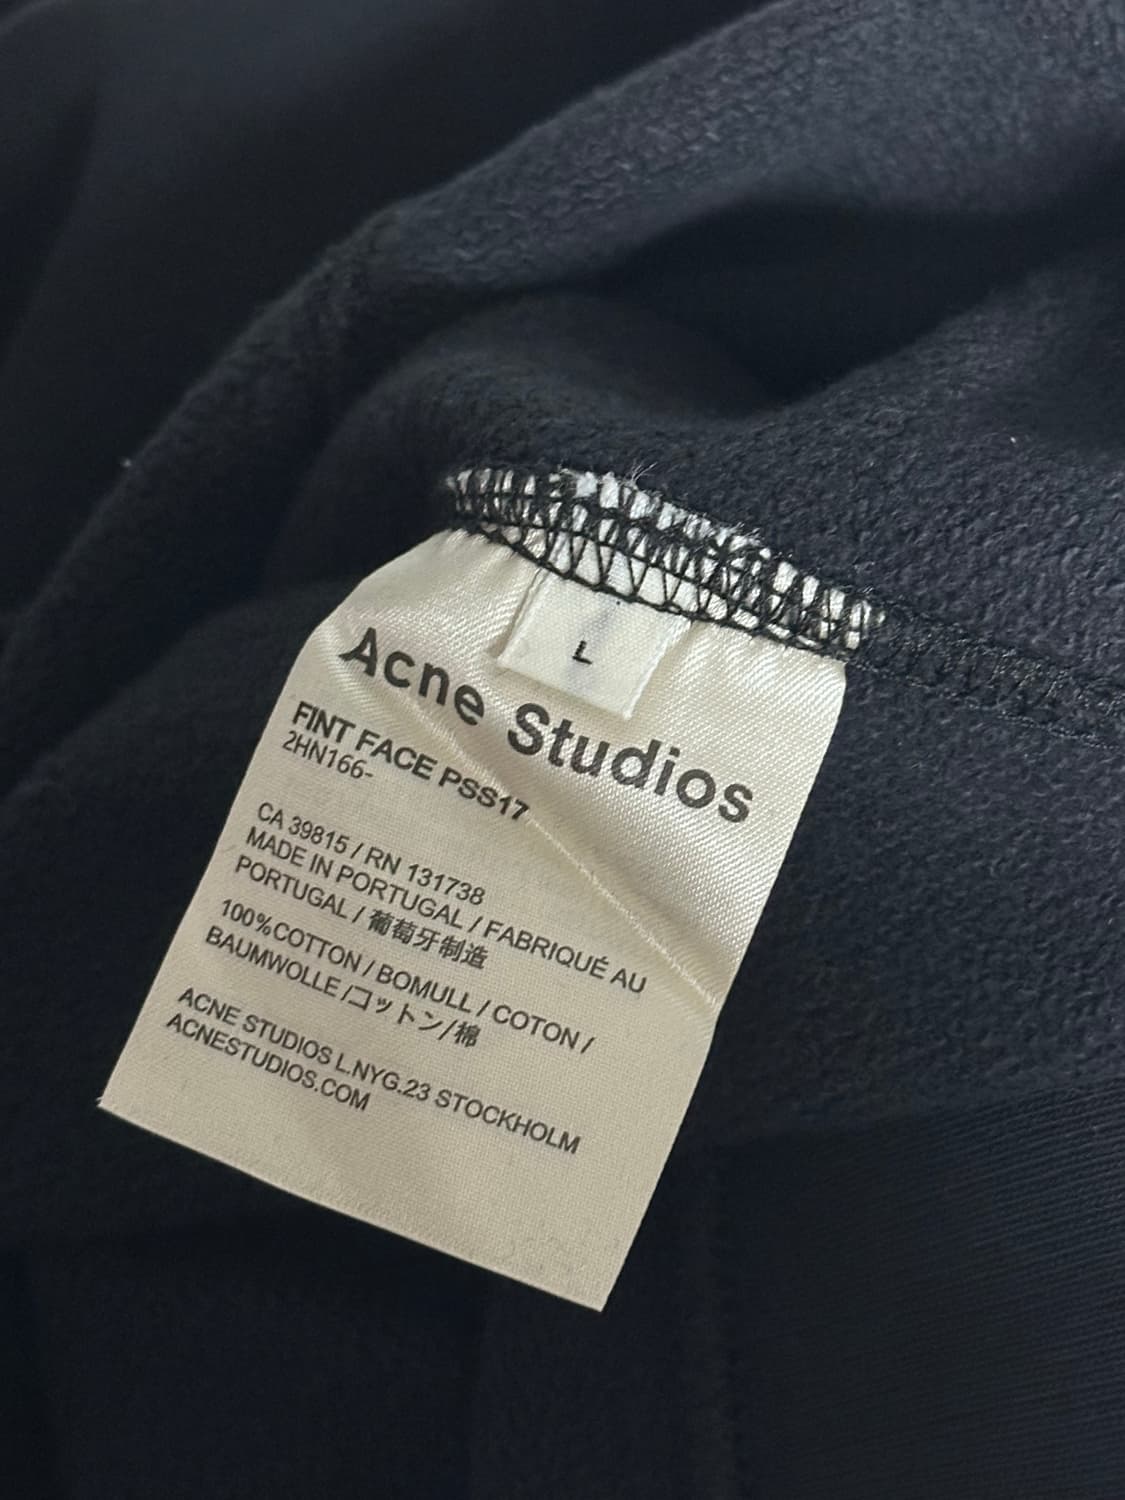 L
Acne Studios
FINT FACE PSS17
2HN166-
CA 39815 / RN 131738
MADE IN PORTUGAL / FABRIQUÉ AU
PORTUGAL / 葡萄牙制造
100%COTTON / BOMULL / COTON /
BAUMWOLLE /コットン/棉
ACNE STUDIOS L.NYG.23 STOCKHOLM
ACNESTUDIOS.COM